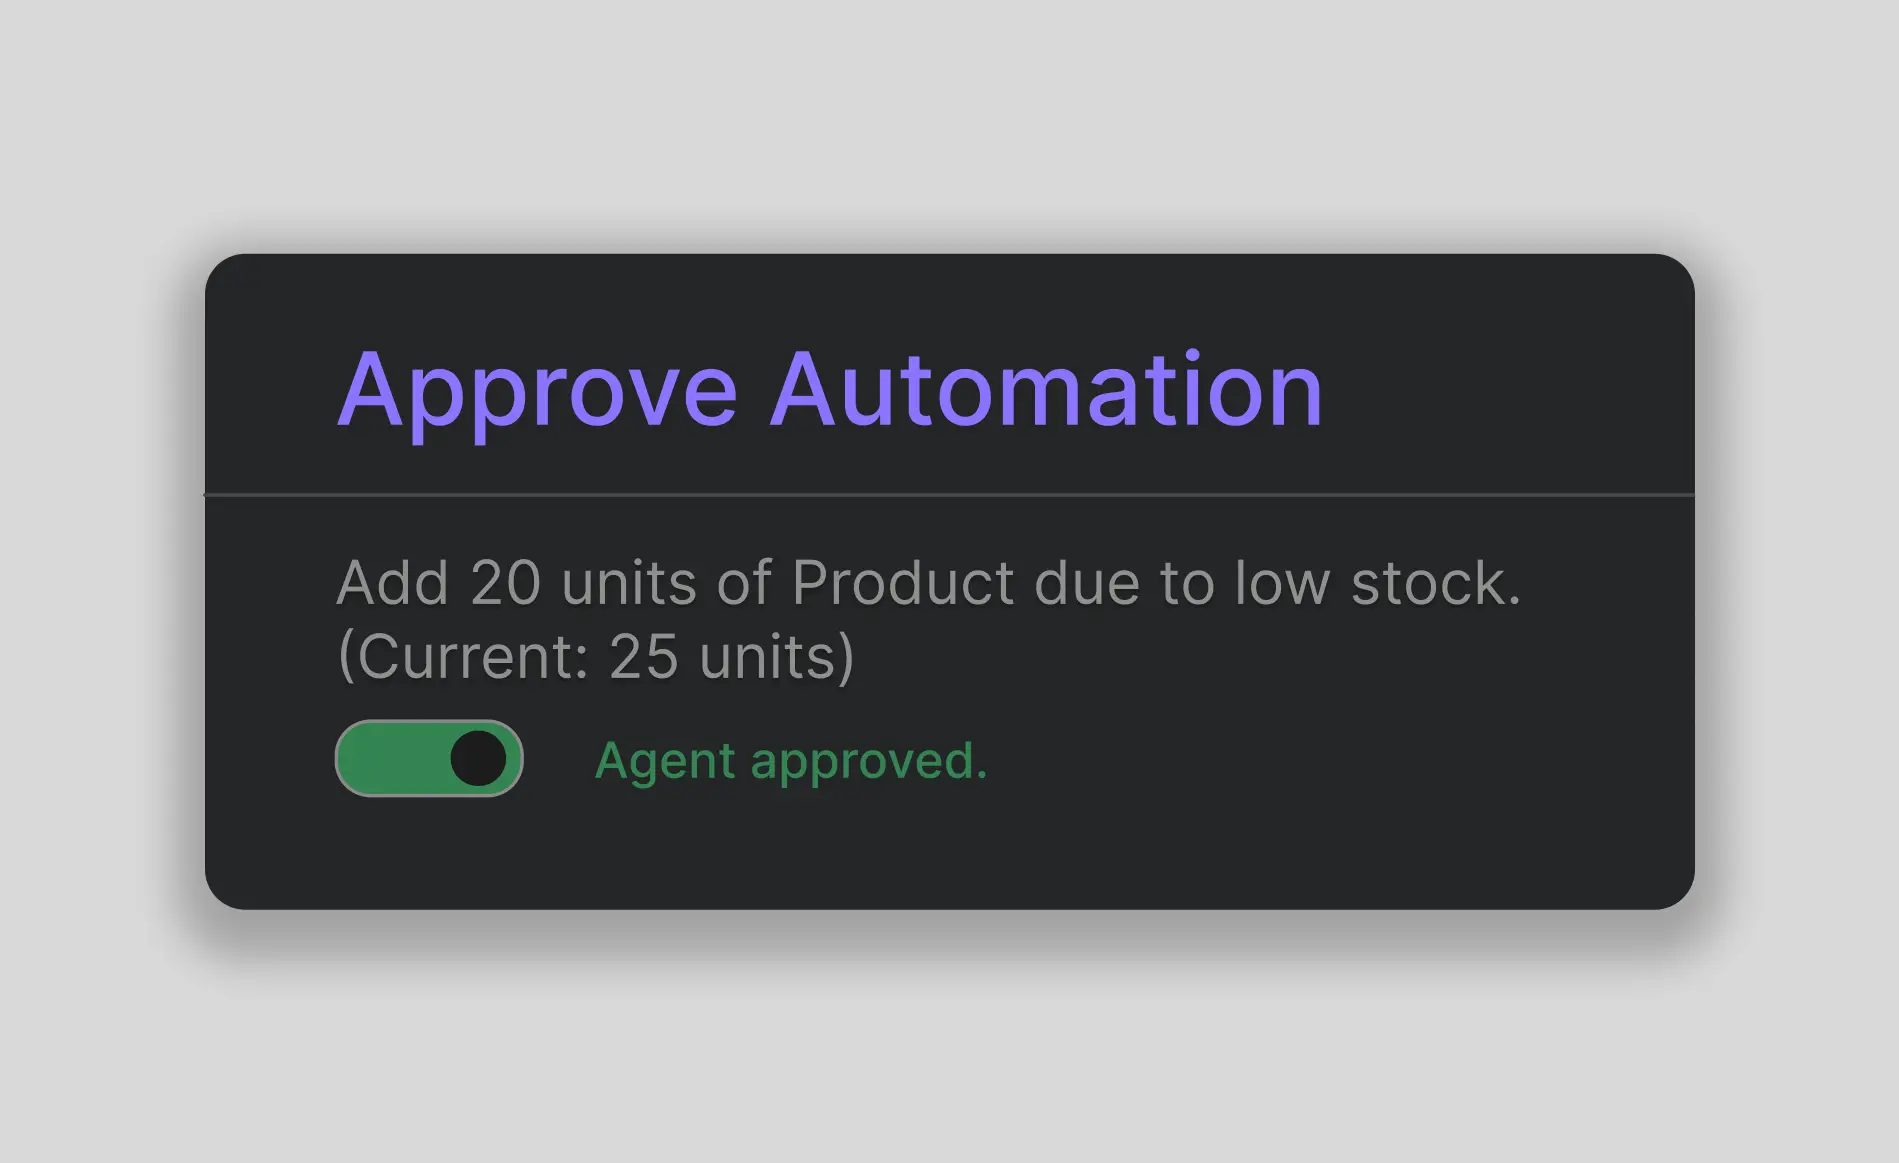 Approve Automation
Add 20 units of Product due to low stock.
(Current: 25 units)
Agent approved.